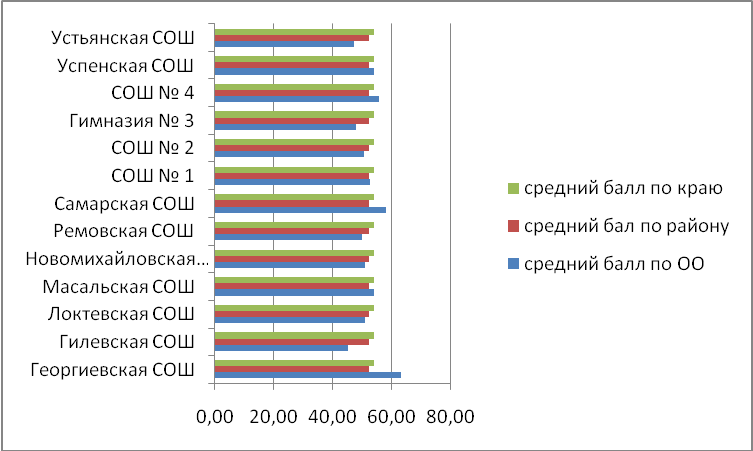 Устьянская СОШ
Успенская СОШ
СОШ № 4
Гимназия № 3
СОШ № 2
СОШ № 1
Самарская СОШ
Ремовская СОШ
Новомихайловская...
Масальская СОШ
Локтевская СОШ
Гилевская СОШ
Георгиевская СОШ
0,00 20,00 40,00 60,00 80,00
средний балл по краю
средний бал по району
средний балл по ОО